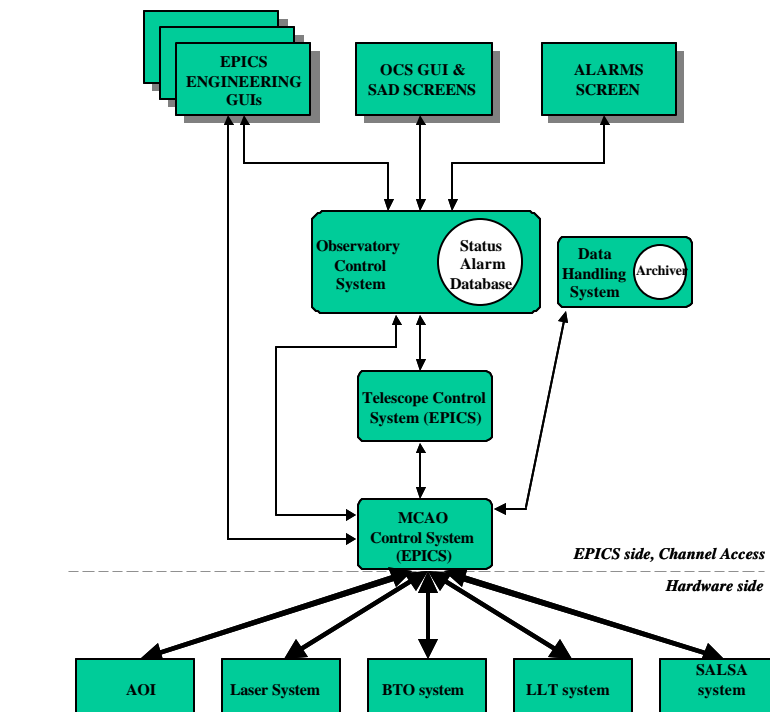 EPICS
ENGINEERING
GUIs
OCS GUI &
SAD SCREENS
ALARMS
SCREEN
Observatory
Control
System
Status
Alarm
Database
Data
Handling
System
Archiver
Telescope Control
System (EPICS)
MCAO
Control System
(EPICS)
EPICS side, Channel Access
Hardware side
AOI
Laser System
BTO system
LLT system
SALSA
system